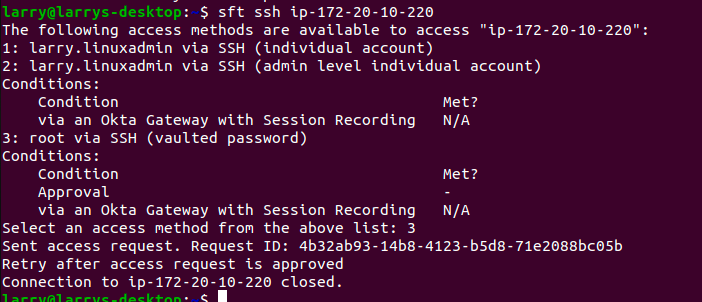 larry@larrys-desktop:~$ sft ssh ip-172-20-10-220
The following access methods are available to access "ip-172-20-10-220":
1: larry.linuxadmin via SSH (individual account)
2: larry.linuxadmin via SSH (admin level individual account)
Conditions:
    Condition                                 Met?
    via an Okta Gateway with Session Recording   N/A
3: root via SSH (vaulted password)
Conditions:
    Condition                                 Met?
    Approval                                  -
    via an Okta Gateway with Session Recording   N/A
Select an access method from the above list: 3
Sent access request. Request ID: 4b32ab93-14b8-4123-b5d8-71e2088bc05b
Retry after access request is approved
Connection to ip-172-20-10-220 closed.
larry@larrys-desktop:~$